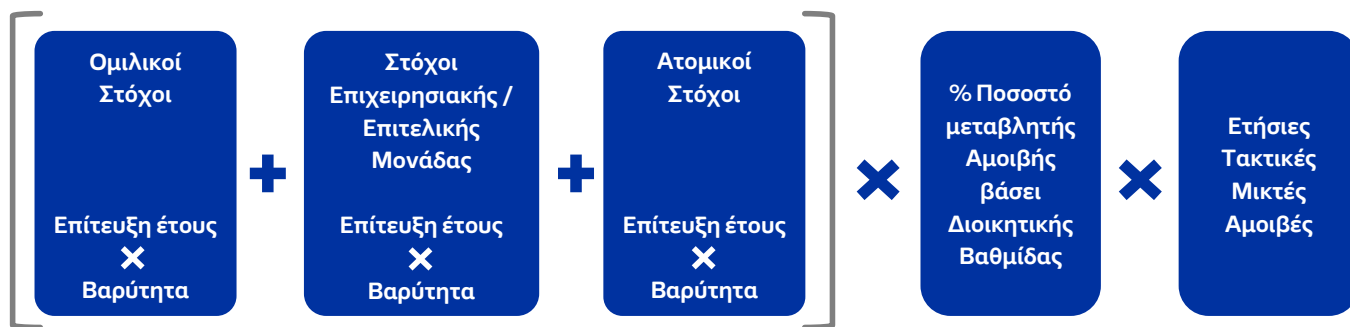 Ομιλικοί
Στόχοι
Επίτευξη έτους
×
Βαρύτητα
+
Στόχοι
Επιχειρησιακής /
Επιτελικής
Μονάδας
Επίτευξη έτους
×
Βαρύτητα
+
Ατομικοί
Στόχοι
Επίτευξη έτους
×
Βαρύτητα
×
% Ποσοστό
μεταβλητής
Αμοιβής
βάσει
Διοικητικής
Βαθμίδας
×
Ετήσιες
Τακτικές
Μικτές
Αμοιβές